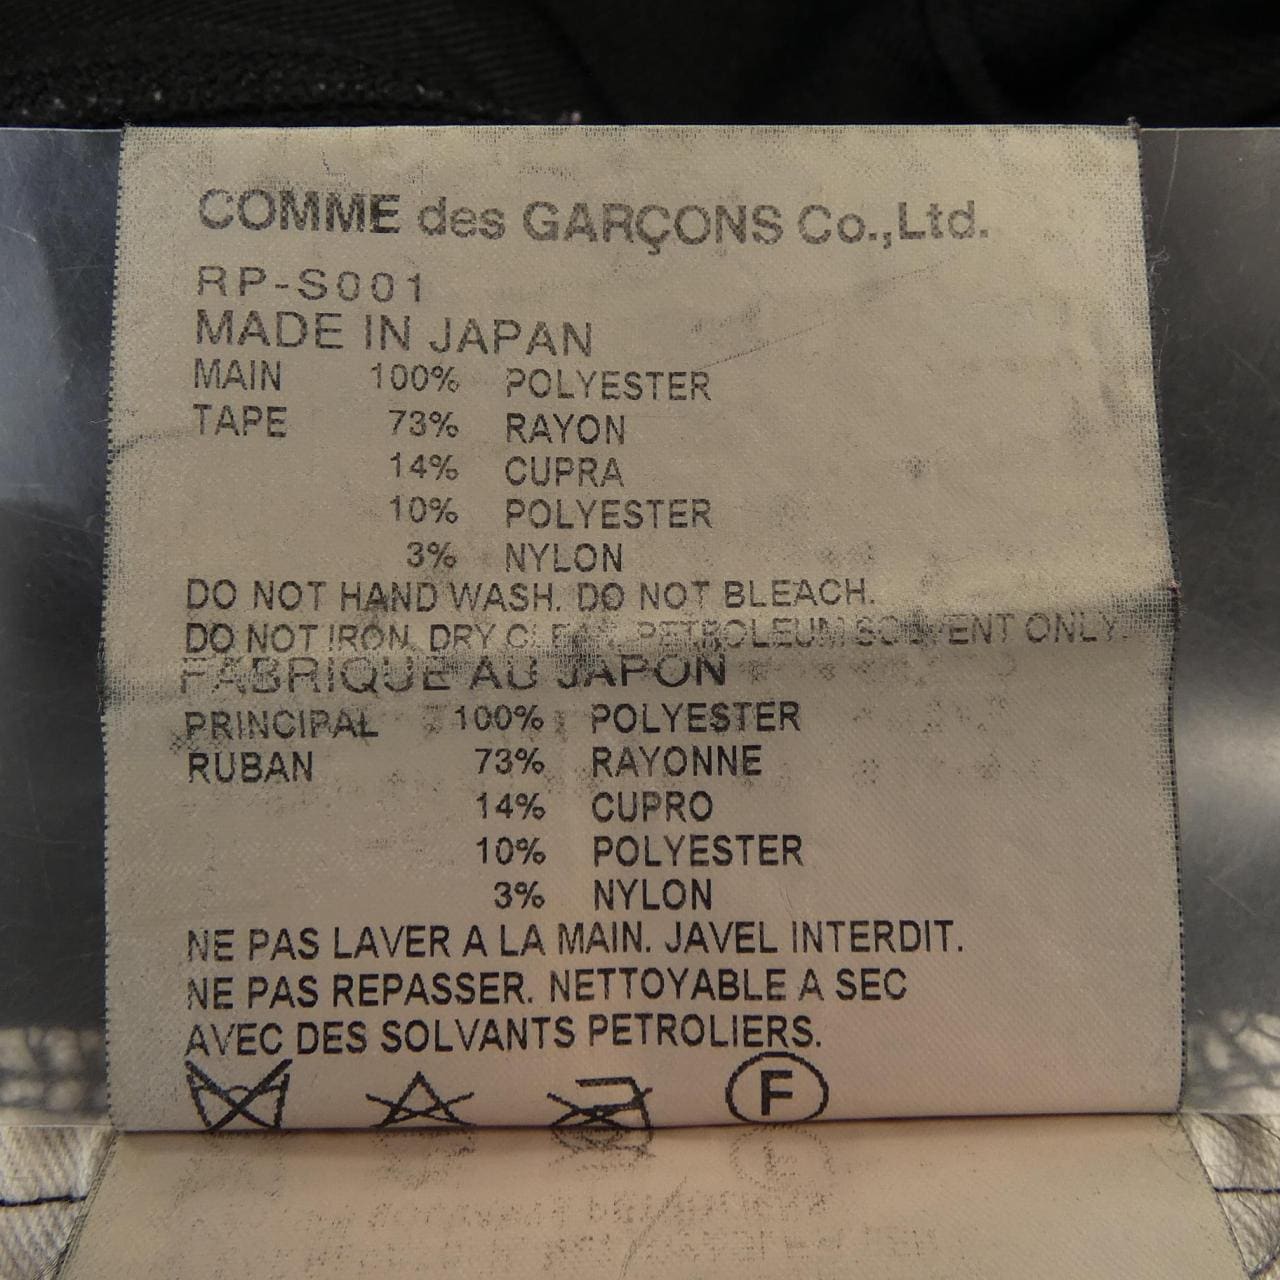 COMME des GARÇONS Co.,Ltd.
RP-S001
MADE IN JAPAN
MAIN 100% POLYESTER
TAPE 73% RAYON
14% CUPRA
10% POLYESTER
3% NYLON
DO NOT HAND WASH. DO NOT BLEACH.
DO NOT IRON. DRY CLEAN. PETROLEUM SOLVENT ONLY.
FABRIQUE AU JAPON
PRINCIPAL 100% POLYESTER
RUBAN 73% RAYONNE
14% CUPRO
10% POLYESTER
3% NYLON
NE PAS LAVER A LA MAIN. JAVEL INTERDIT.
NE PAS REPASSER. NETTOYABLE A SEC
AVEC DES SOLVANTS PETROLIERS.
F